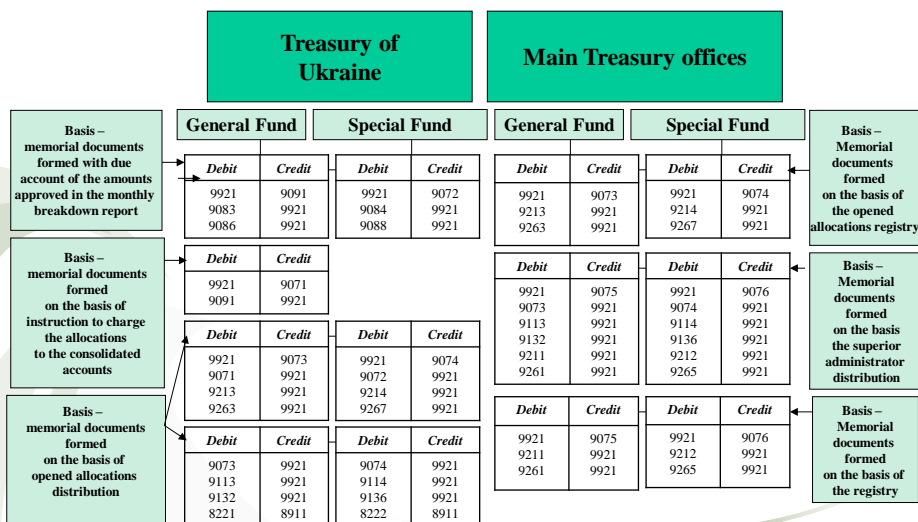 Treasury of
Ukraine
Main Treasury offices
General Fund
Special Fund
General Fund
Special Fund
Basis –
memorial documents
formed with due
account of the amounts
approved in the monthly
breakdown report
Debit Credit
9921 9091
9083 9921
9086 9921
Debit Credit
9921 9072
9084 9921
9088 9921
Debit Credit
9921 9073
9213 9921
9263 9921
Debit Credit
9921 9074
9214 9921
9267 9921
Basis –
Memorial
documents
formed
on the basis of
the opened
allocations registry
Basis –
memorial documents
formed
on the basis of
instruction to charge
the allocations
to the consolidated
accounts
Debit Credit
9921 9071
9091 9921
Debit Credit
9921 9075
9073 9921
9113 9921
9132 9921
9211 9921
9261 9921
Debit Credit
9921 9076
9074 9921
9114 9921
9136 9921
9212 9921
9265 9921
Basis –
Memorial
documents
formed
on the basis
the superior
administrator
distribution
Debit Credit
9921 9073
9071 9921
9213 9921
9263 9921
Debit Credit
9921 9074
9072 9921
9214 9921
9267 9921
Basis –
memorial documents
formed
on the basis of
opened allocations
distribution
Debit Credit
9073 9921
9113 9921
9132 9921
8221 8911
Debit Credit
9074 9921
9114 9921
9136 9921
8222 8911
Debit Credit
9921 9075
9211 9921
9261 9921
Debit Credit
9921 9076
9212 9921
9265 9921
Basis –
Memorial
documents
formed
on the basis of
the registry